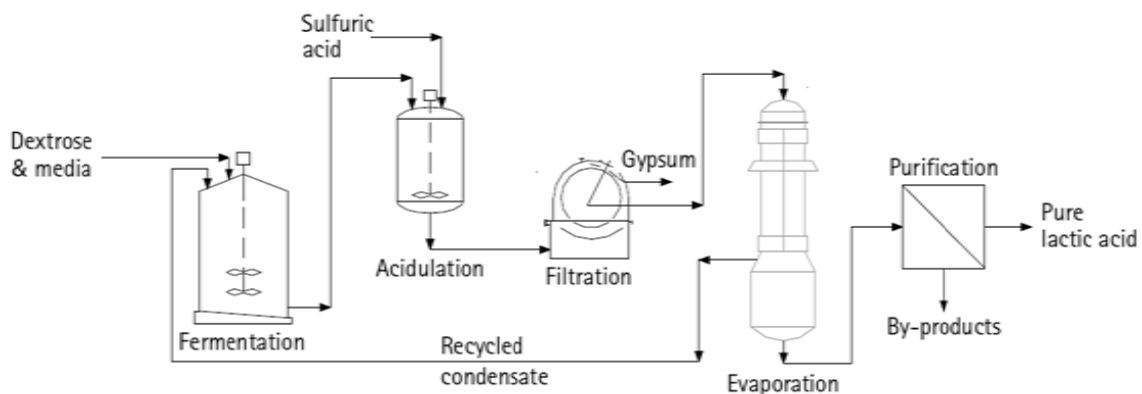 Sulfuric
acid
Dextrose
& media
Gypsum
Purification
Pure
lactic acid
Acidulation
Filtration
By-products
Fermentation
Recycled
condensate
Evaporation